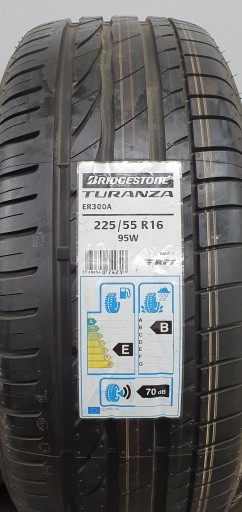 BRIDGESTONE
TURANZA
ER300A
225/55 R16
95W
RFT
A
B
C
D
E
F
G
E
A
B
C
D
E
F
G
B
70 dB